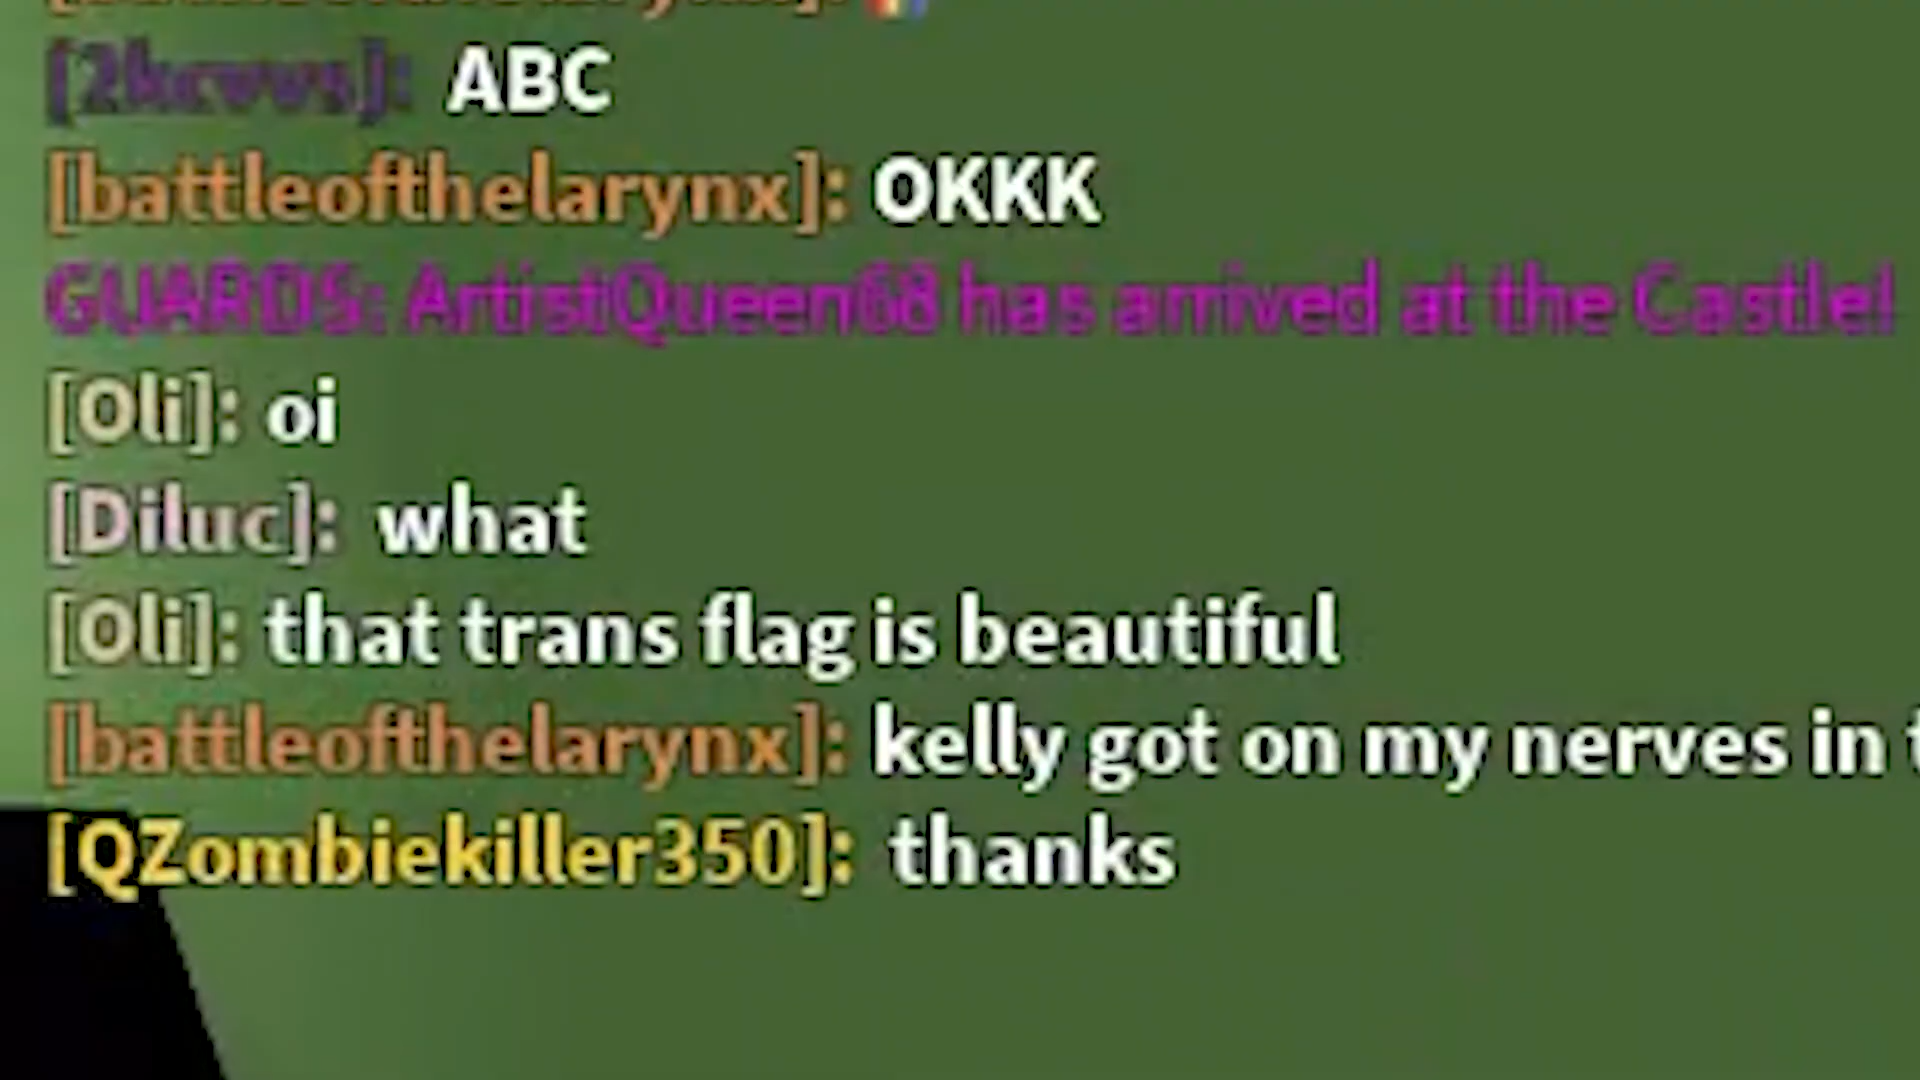 [2kcvvs]: ABC
[battleofthelarynx]: OKKK
GUARDS: ArtistQueen68 has arrived at the Castle!
[Oli]: oi
[Diluc]: what
[Oli]: that trans flag is beautiful
[battleofthelarynx]: kelly got on my nerves in
[QZombiekiller350]: thanks